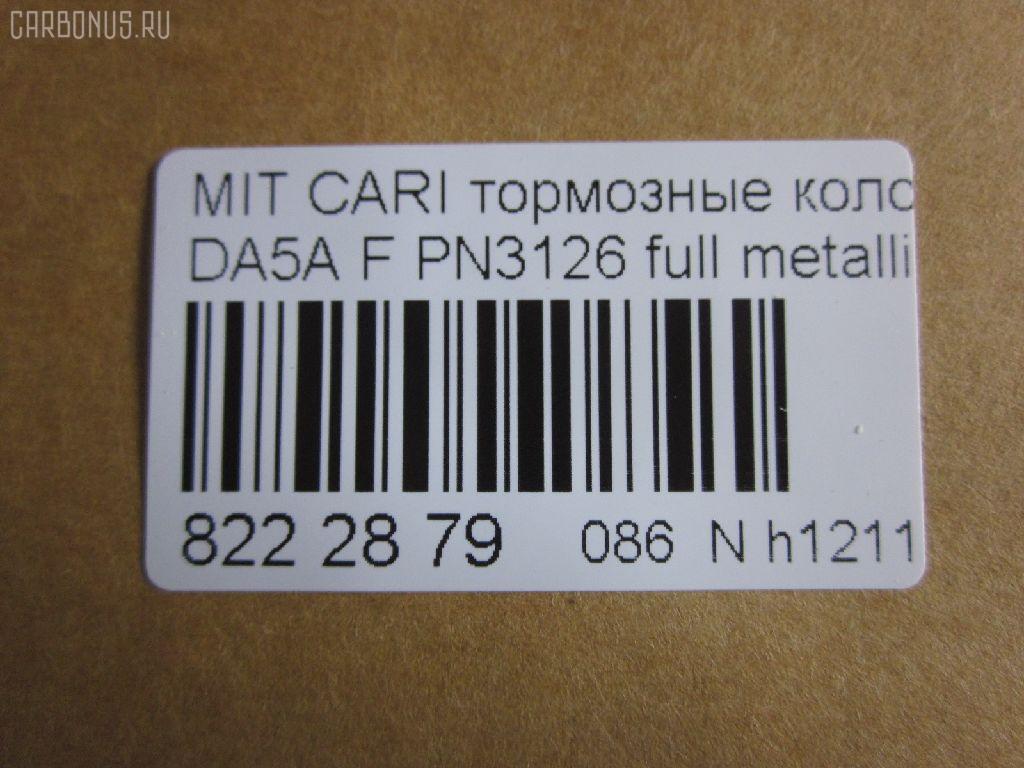 CARBONUS.RU
MIT CARI тормозные коло
DA5A F PN3126 full metalli
822 28 79 086 N h1211